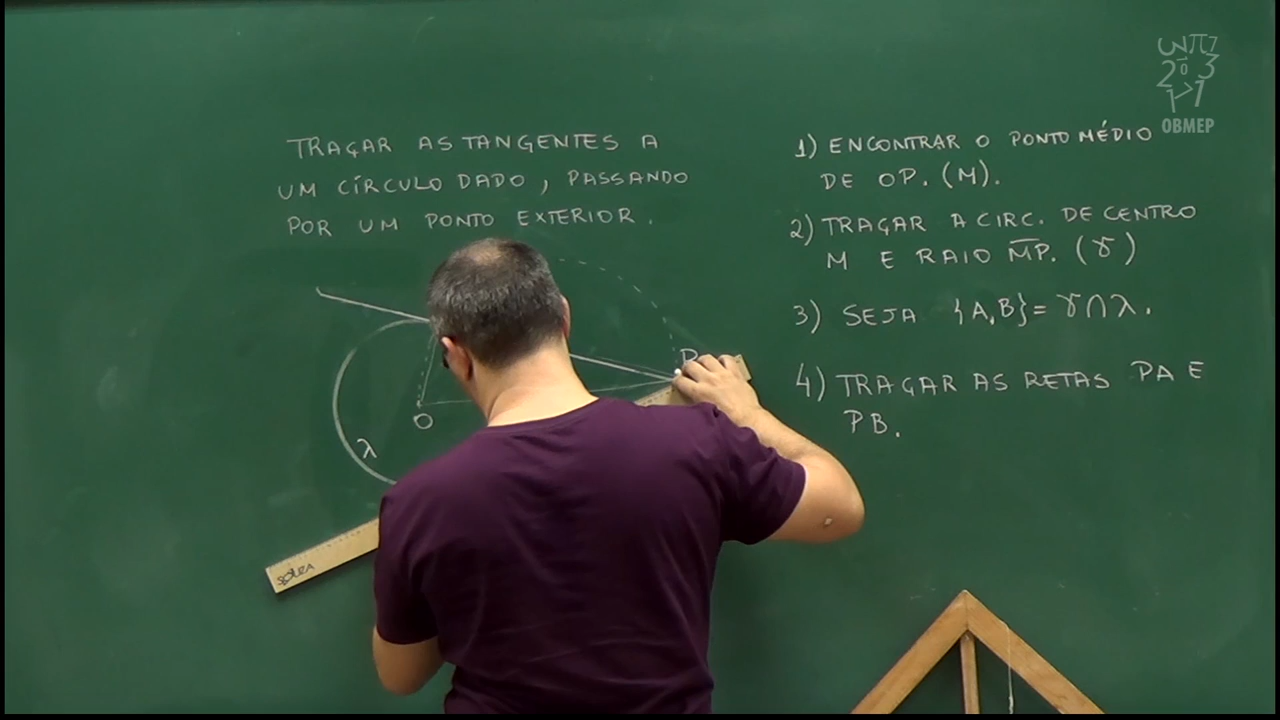 TRAÇAR AS TANGENTES A
UM CÍRCULO DADO, PASSANDO
POR UM PONTO EXTERIOR.
1) ENCONTRAR O PONTO MÉDIO
DE OP. (M).
2) TRAÇAR A CIRC. DE CENTRO
M E RAIO M̅P̅. (γ)
3) SEJA {A,B}= γ∩λ.
4) TRAÇAR AS RETAS PA E
PB.
O
λ
P
OBMEP